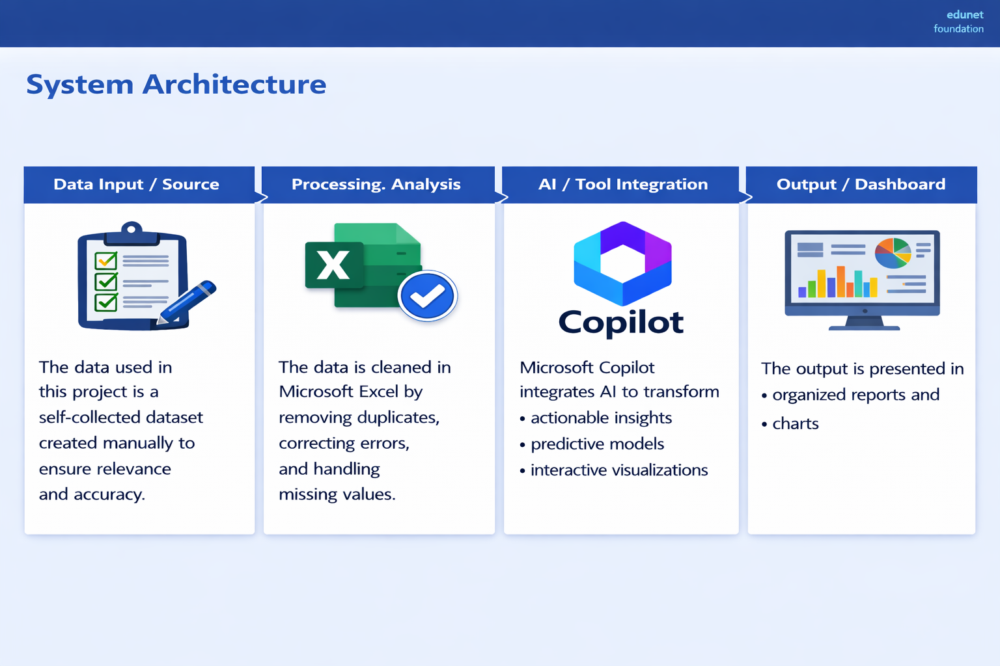 edunet
foundation
System Architecture
Data Input / Source
The data used in
this project is a
self-collected dataset
created manually to
ensure relevance
and accuracy.
Processing. Analysis
X
The data is cleaned in
Microsoft Excel by
removing duplicates,
correcting errors,
and handling
missing values.
AI / Tool Integration
Copilot
Microsoft Copilot
integrates AI to transform
• actionable insights
• predictive models
• interactive visualizations
Output / Dashboard
The output is presented in
• organized reports and
• charts